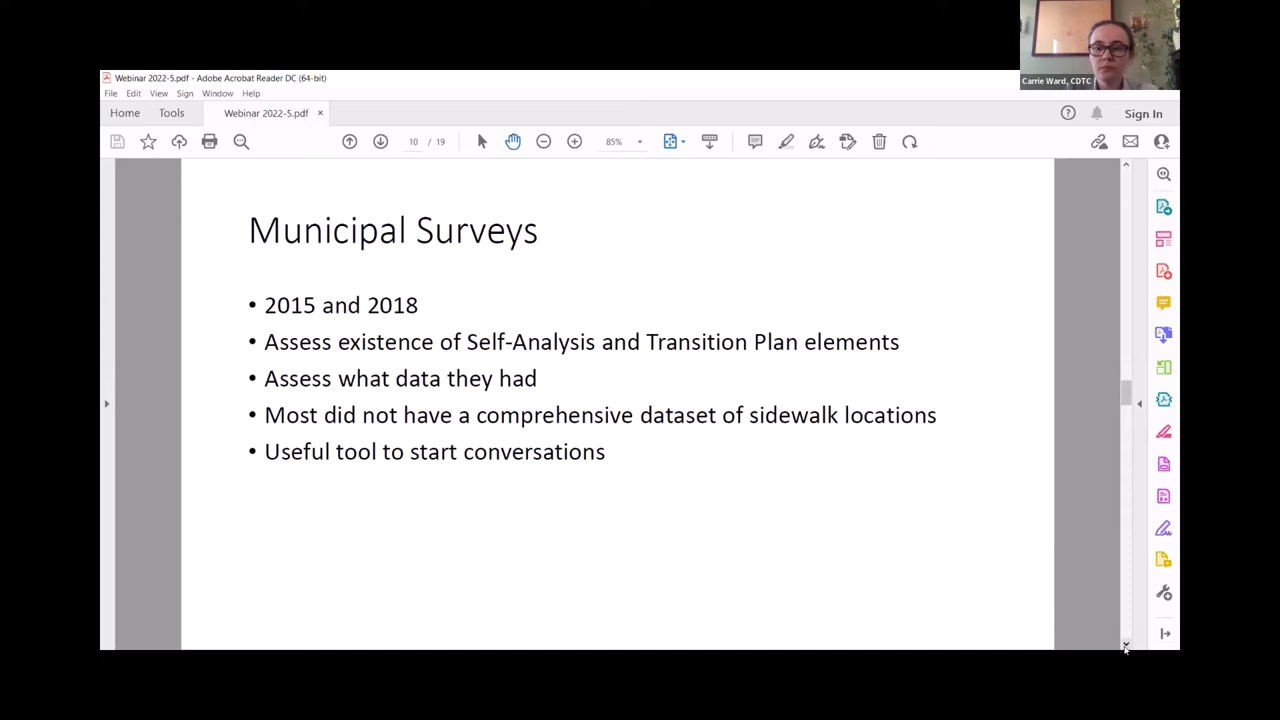 Carrie Ward, CDTC
Webinar 2022-5.pdf - Adobe Acrobat Reader DC (64-bit)
File Edit View Sign Window Help
Home Tools Webinar 2022-5.pdf × Sign In
10 / 19 85%
Municipal Surveys
• 2015 and 2018
• Assess existence of Self-Analysis and Transition Plan elements
• Assess what data they had
• Most did not have a comprehensive dataset of sidewalk locations
• Useful tool to start conversations